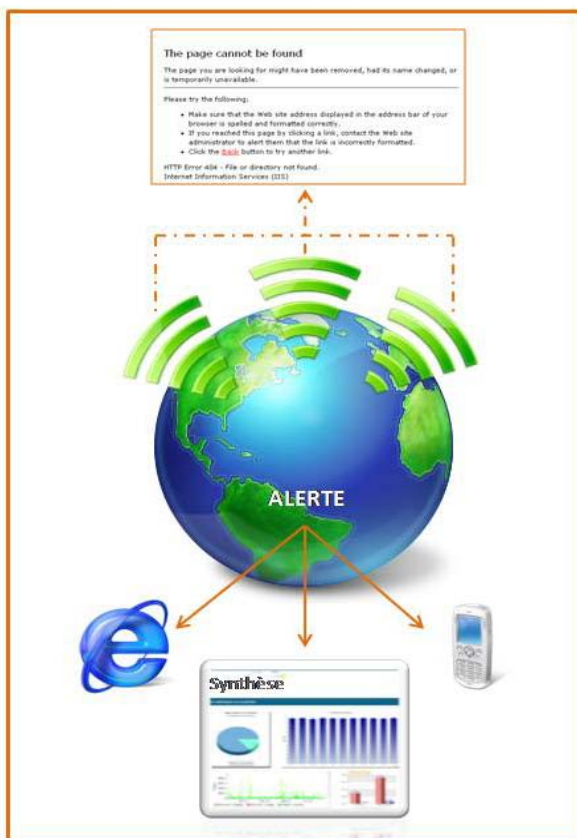 The page cannot be found
The page you are looking for might have been removed, had its name changed, or
is temporarily unavailable.
Please try the following:
• Make sure that the Web site address displayed in the address bar of your
browser is spelled and formatted correctly.
• If you reached this page by clicking a link, contact the Web site
administrator to alert them that the link is incorrectly formatted.
• Click the Back button to try another link.
HTTP Error 404 - File or directory not found.
Internet Information Services (IIS)
ALERTE
Synthèse